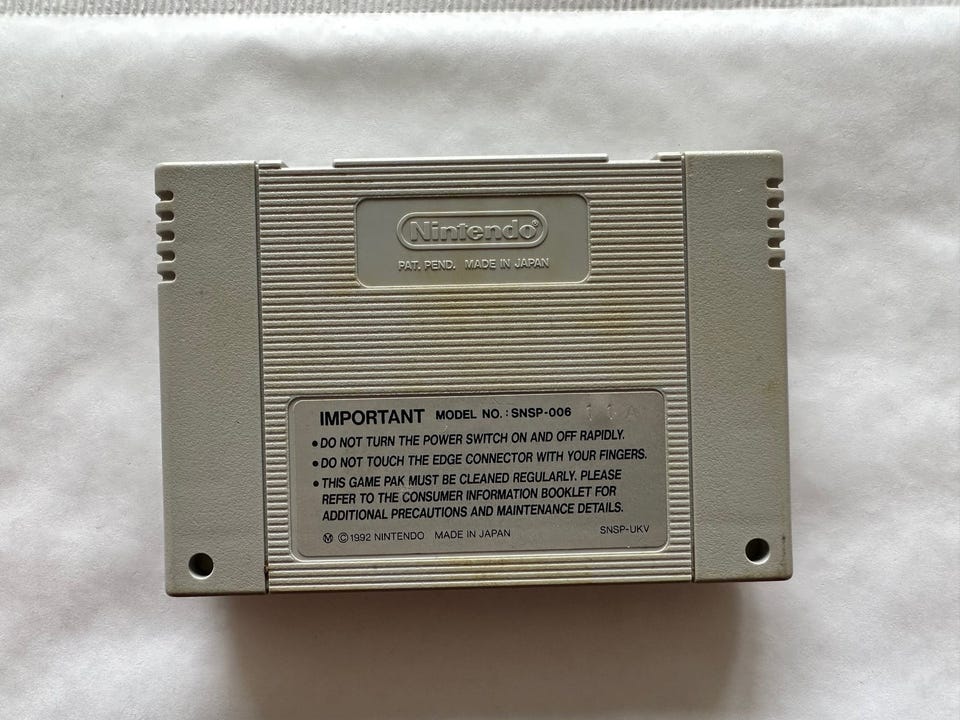 Nintendo®
PAT. PEND. MADE IN JAPAN
IMPORTANT MODEL NO. : SNSP-006 11A
• DO NOT TURN THE POWER SWITCH ON AND OFF RAPIDLY.
• DO NOT TOUCH THE EDGE CONNECTOR WITH YOUR FINGERS.
• THIS GAME PAK MUST BE CLEANED REGULARLY. PLEASE
REFER TO THE CONSUMER INFORMATION BOOKLET FOR
ADDITIONAL PRECAUTIONS AND MAINTENANCE DETAILS.
Ⓜ ©1992 NINTENDO MADE IN JAPAN SNSP-UKV